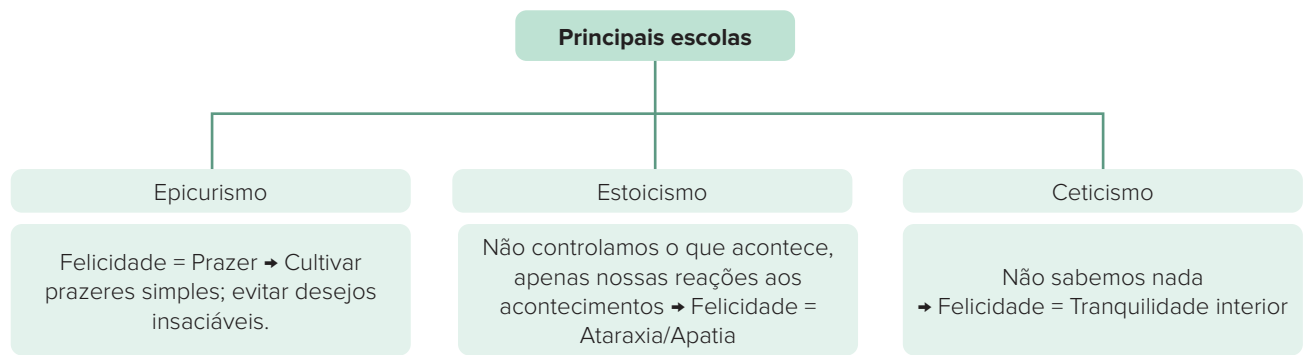 Principais escolas
Epicurismo
Felicidade = Prazer → Cultivar
prazeres simples; evitar desejos
insaciáveis.
Estoicismo
Não controlamos o que acontece,
apenas nossas reações aos
acontecimentos → Felicidade =
Ataraxia/Apatia
Ceticismo
Não sabemos nada
→ Felicidade = Tranquilidade interior